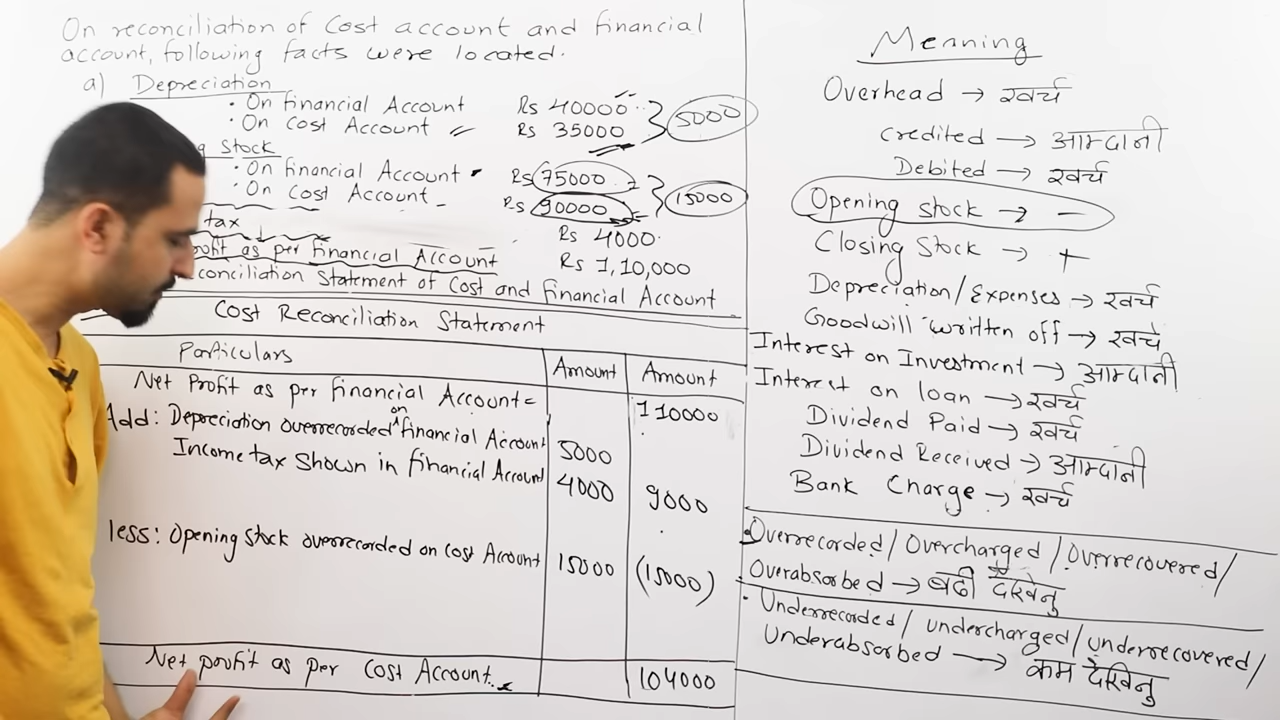 On reconciliation of Cost account and financial
account, following facts were located.
a) Depreciation
• On financial Account Rs 40000
• On cost Account Rs 35000
5000
g stock
• On financial Account Rs 75000
• On Cost Account Rs 90000
15000
tax Rs 4000
rofit as per financial Account Rs 1,10,000
conciliation Statement of Cost and financial Account
Cost Reconciliation Statement
Particulars Amount Amount
Net Profit as per financial Account = 110000
Add: Depreciation overrecorded on financial Account 5000
Income tax shown in financial Account 4000 9000
less: Opening stock overrecorded on cost Account 15000 (15000)
Net profit as per Cost Account. 104000
Meaning
Overhead → खर्च
Credited → आम्दानी
Debited → खर्च
Opening stock → −
Closing Stock → +
Depreciation/Expenses → खर्च
Goodwill written off → खर्च
Interest on Investment → आम्दानी
Interest on loan → खर्च
Dividend Paid → खर्च
Dividend Received → आम्दानी
Bank Charge → खर्च
• Overrecorded / Overcharged / Overrecovered /
Overabsorbed → बढी देखिनु
• Underrecorded / undercharged / underrecovered /
Underabsorbed → कम देखिनु